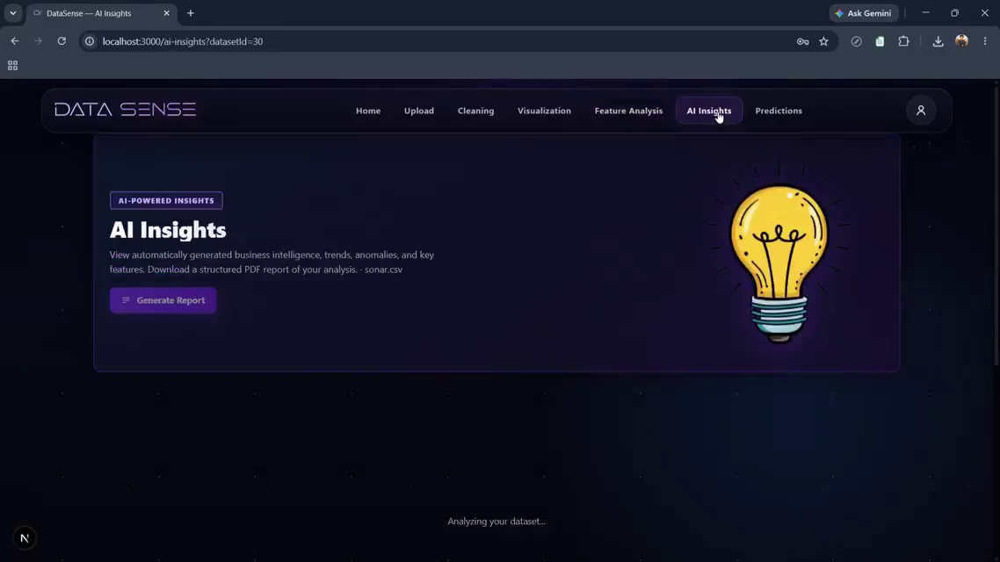 DataSense — AI Insights
Ask Gemini
localhost:3000/ai-insights?datasetId=30
DATA SENSE
Home
Upload
Cleaning
Visualization
Feature Analysis
AI Insights
Predictions
AI-POWERED INSIGHTS
AI Insights
View automatically generated business intelligence, trends, anomalies, and key
features. Download a structured PDF report of your analysis. · sonar.csv
Generate Report
Analyzing your dataset...
N